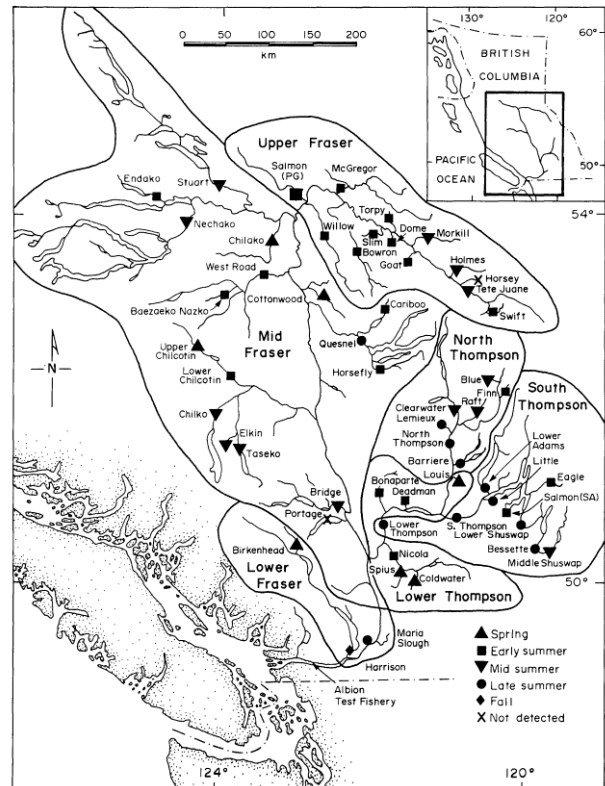 0 50 100 150 200
km
130° 120°
60°
BRITISH
COLUMBIA
50°
PACIFIC
OCEAN
54°
Upper Fraser
Salmon
(PG)
McGregor
Endako
Stuart
Torpy
Dome
Nechako
Willow
Slim
Morkill
Chilako
Bowron
Goat
Holmes
West Road
Horsey
Tete Juane
Cottonwood
Cariboo
Swift
Baezaeko Nazko
Mid
Fraser
Quesnel
North
Thompson
Upper
Chilcotin
Horsefly
South
Thompson
Lower
Chilcotin
Blue
Finn
N
Clearwater
Raft
Lemieux
Chilko
Lower
Adams
North
Thompson
Elkin
Little
Taseko
Barriere
Eagle
Louis
Bonaparte
Salmon(SA)
Deadman
Bridge
Portage
Lower
Thompson
S. Thompson
Lower Shuswap
Birkenhead
Nicola
Bessette
Middle Shuswap
Lower
Fraser
Spius
Coldwater
50°
Lower Thompson
Maria
Slough
Harrison
Albion
Test Fishery
Spring
Early summer
Mid summer
Late summer
Fall
Not detected
124° 120°